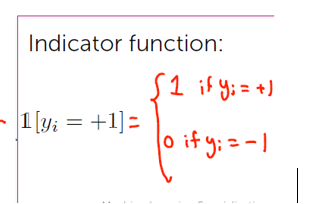 Indicator function:
1 if yi = +1
𝟙[yi = +1] =
0 if yi = -1